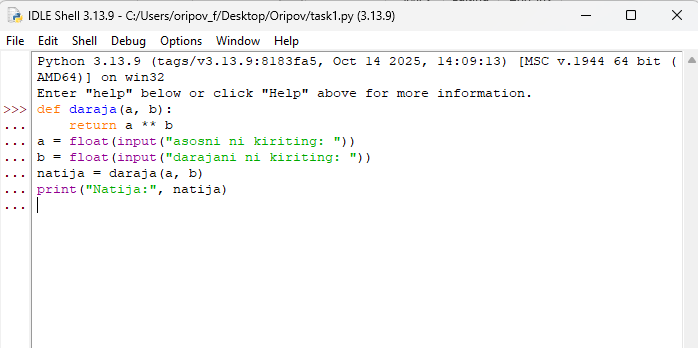 IDLE Shell 3.13.9 - C:/Users/oripov_f/Desktop/Oripov/task1.py (3.13.9)
File Edit Shell Debug Options Window Help
Python 3.13.9 (tags/v3.13.9:8183fa5, Oct 14 2025, 14:09:13) [MSC v.1944 64 bit (
AMD64)] on win32
Enter "help" below or click "Help" above for more information.
>>> def daraja(a, b):
...     return a ** b
... a = float(input("asosni ni kiriting: "))
... b = float(input("darajani ni kiriting: "))
... natija = daraja(a, b)
... print("Natija:", natija)
...